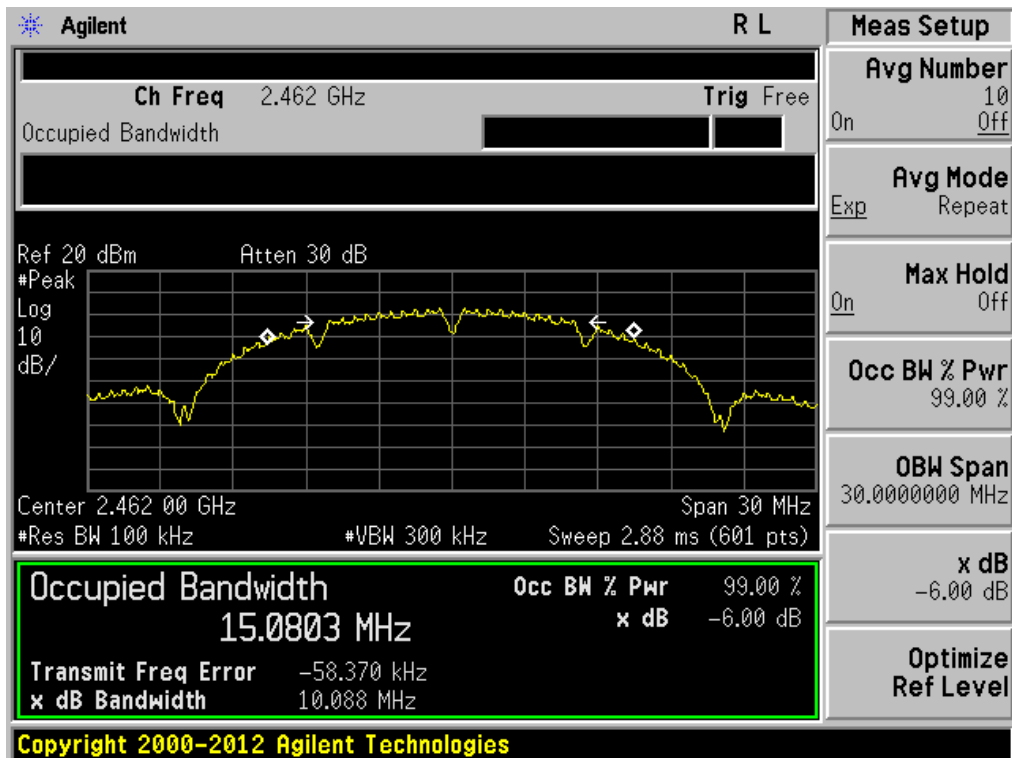 Agilent R L
Ch Freq 2.462 GHz Trig Free
Occupied Bandwidth
Ref 20 dBm Atten 30 dB
#Peak
Log
10
dB/
Center 2.462 00 GHz Span 30 MHz
#Res BW 100 kHz #VBW 300 kHz Sweep 2.88 ms (601 pts)
Occupied Bandwidth Occ BW % Pwr 99.00 %
15.0803 MHz x dB -6.00 dB
Transmit Freq Error -58.370 kHz
x dB Bandwidth 10.088 MHz
Copyright 2000-2012 Agilent Technologies
Meas Setup
Avg Number
10
On Off
Avg Mode
Exp Repeat
Max Hold
On Off
Occ BW % Pwr
99.00 %
OBW Span
30.0000000 MHz
x dB
-6.00 dB
Optimize
Ref Level